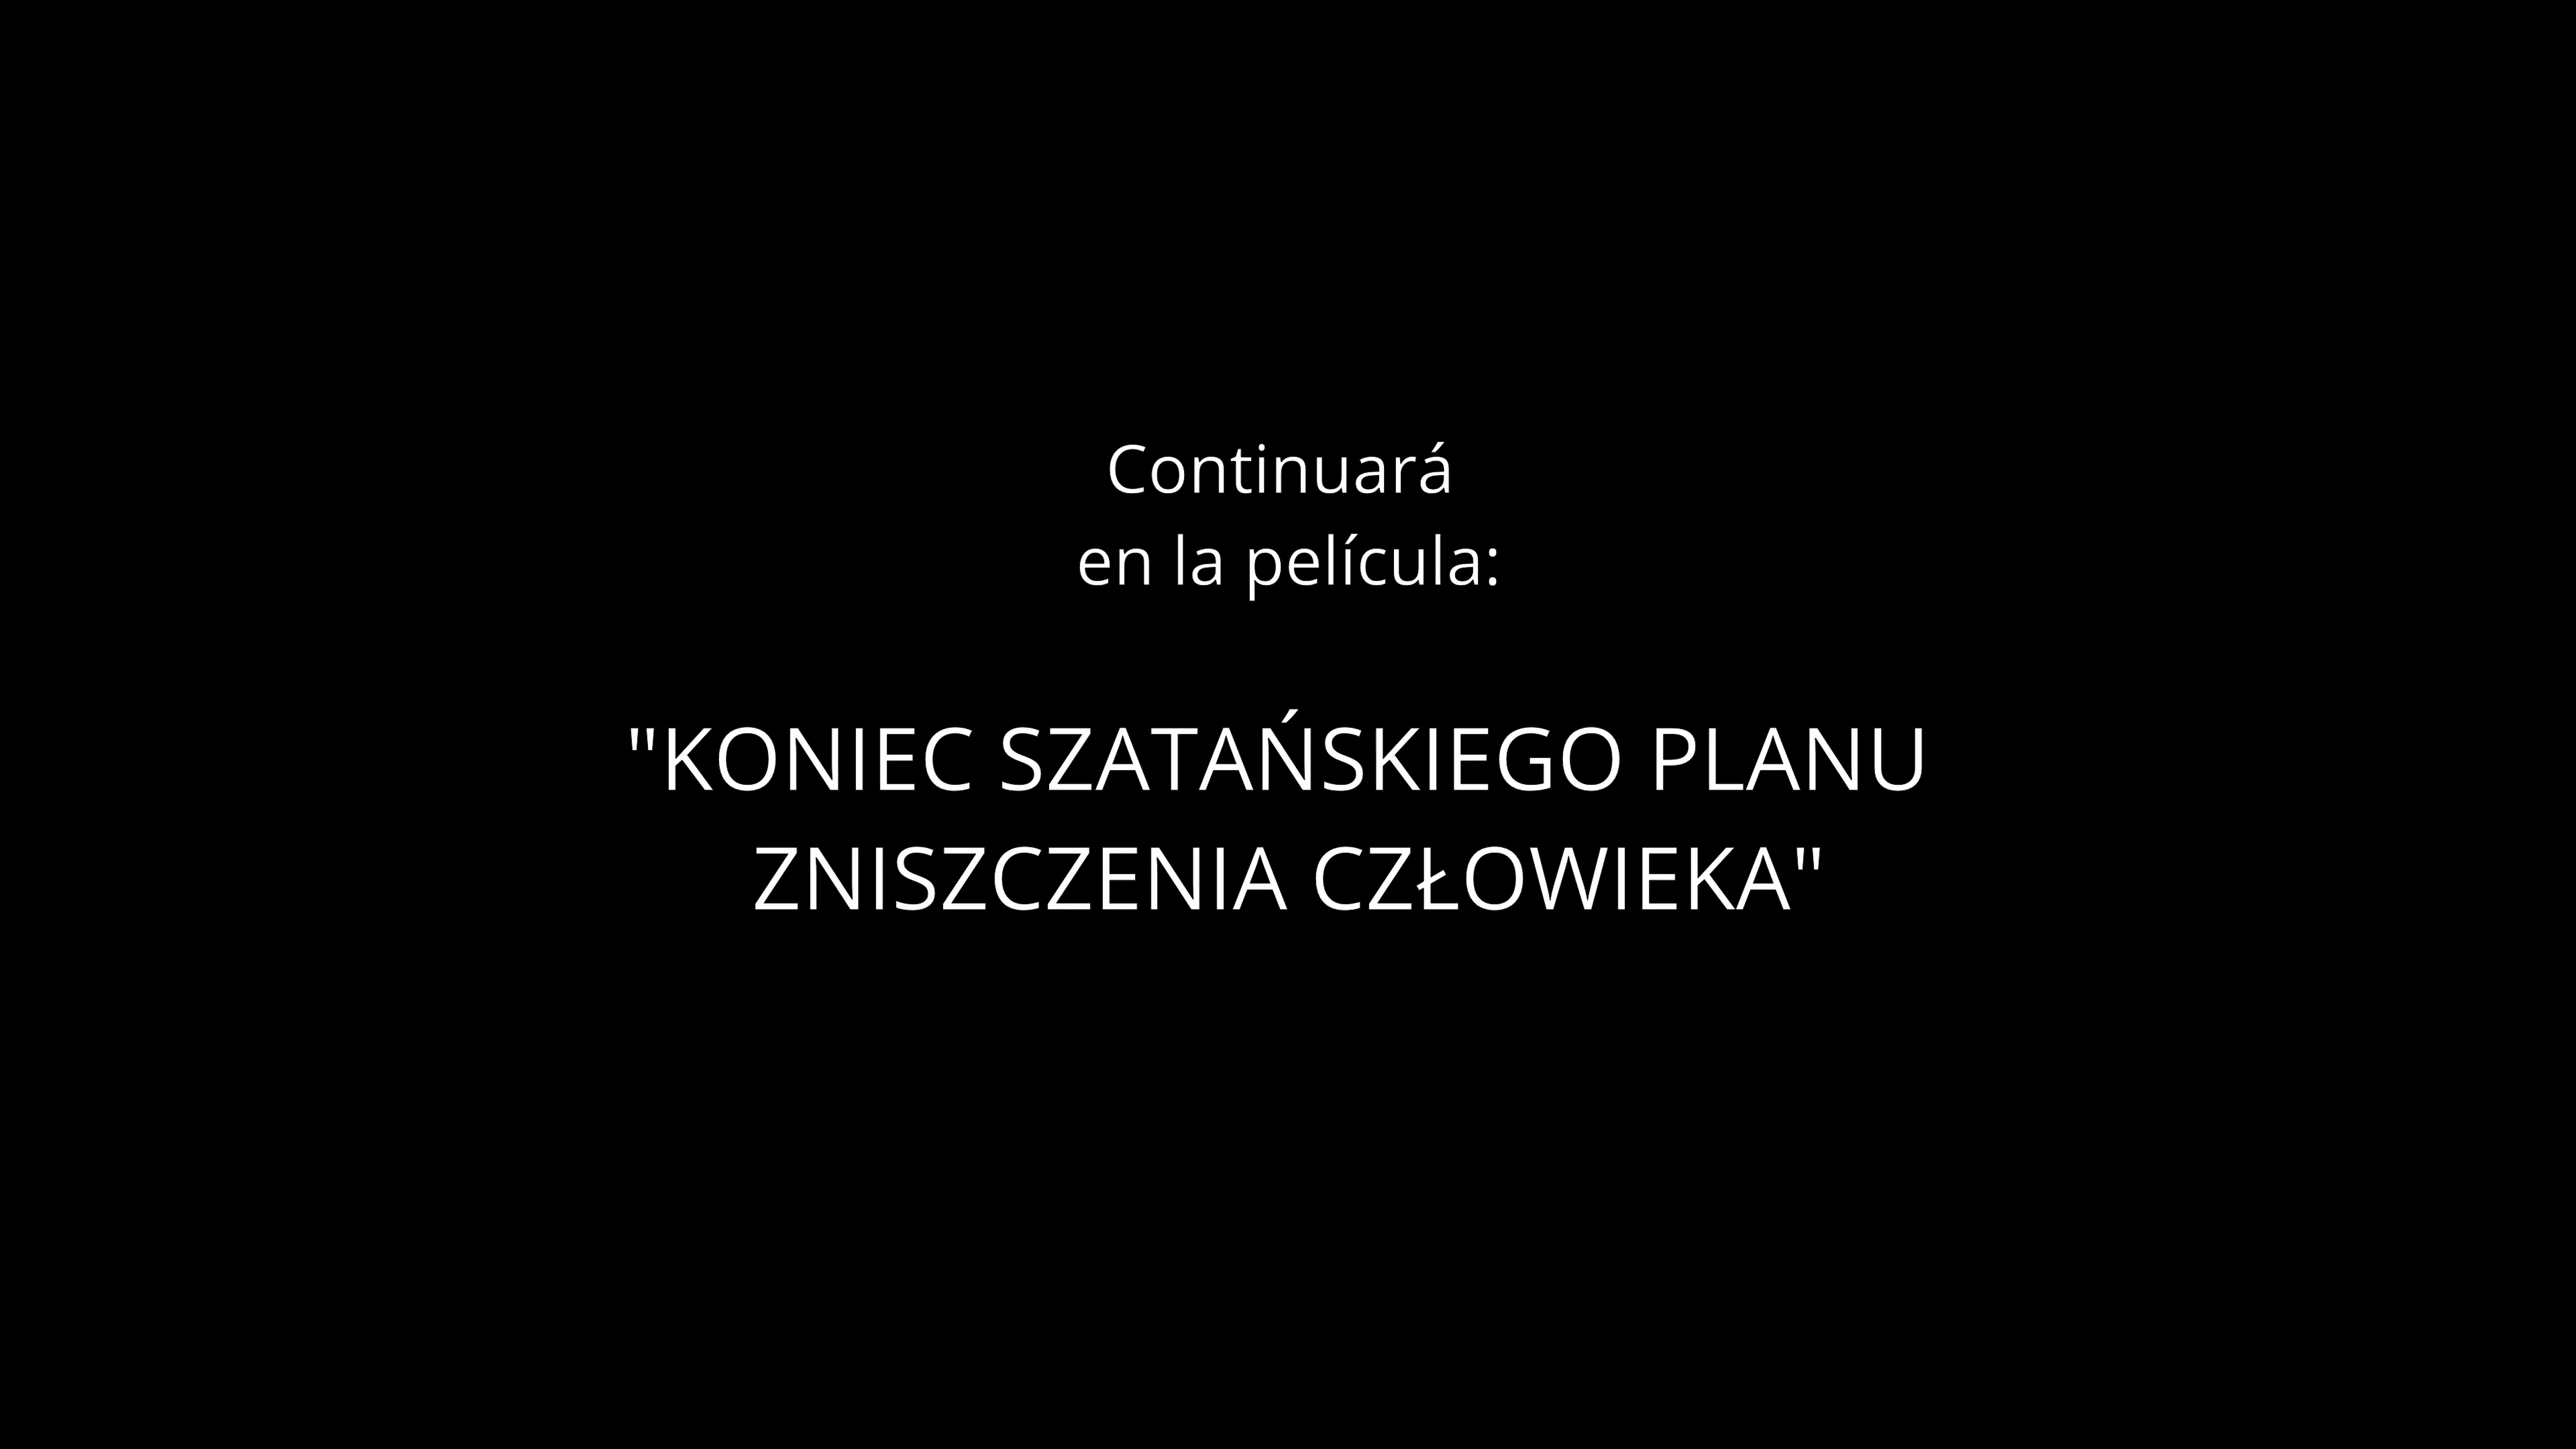 Continuará
en la película:
"KONIEC SZATAŃSKIEGO PLANU
ZNISZCZENIA CZŁOWIEKA"